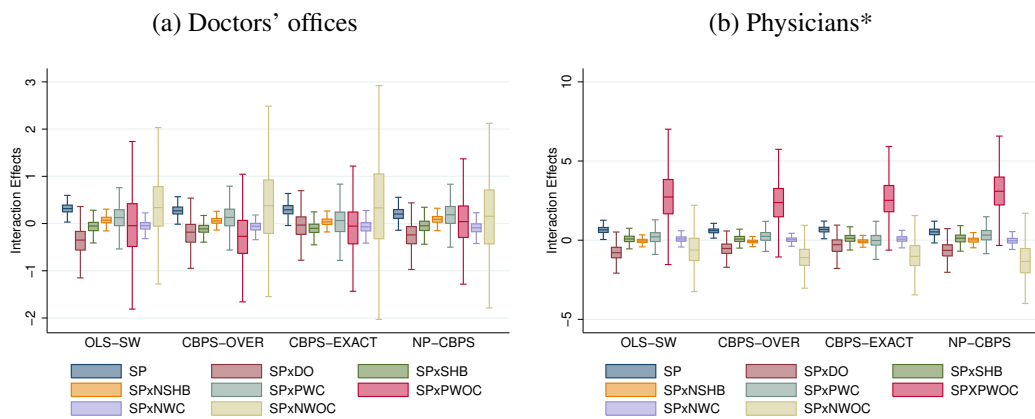 (a) Doctors' offices
Interaction Effects
3
2
1
0
−1
−2
OLS−SW CBPS−OVER CBPS−EXACT NP−CBPS
SP SPxDO SPxSHB
SPxNSHB SPxPWC SPxPWOC
SPxNWC SPxNWOC
(b) Physicians*
Interaction Effects
10
5
0
−5
OLS−SW CBPS−OVER CBPS−EXACT NP−CBPS
SP SPxDO SPxSHB
SPxNSHB SPxPWC SPXPWOC
SPxNWC SPxNWOC